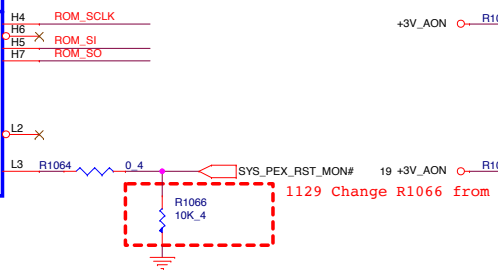 H4 ROM_SCLK +3V_AON R10
H6
H5 ROM_SI
H7 ROM_SO
L2
L3 R1064 0_4 SYS_PEX_RST_MON# 19 +3V_AON R10
1129 Change R1066 from
R1066
10K_4